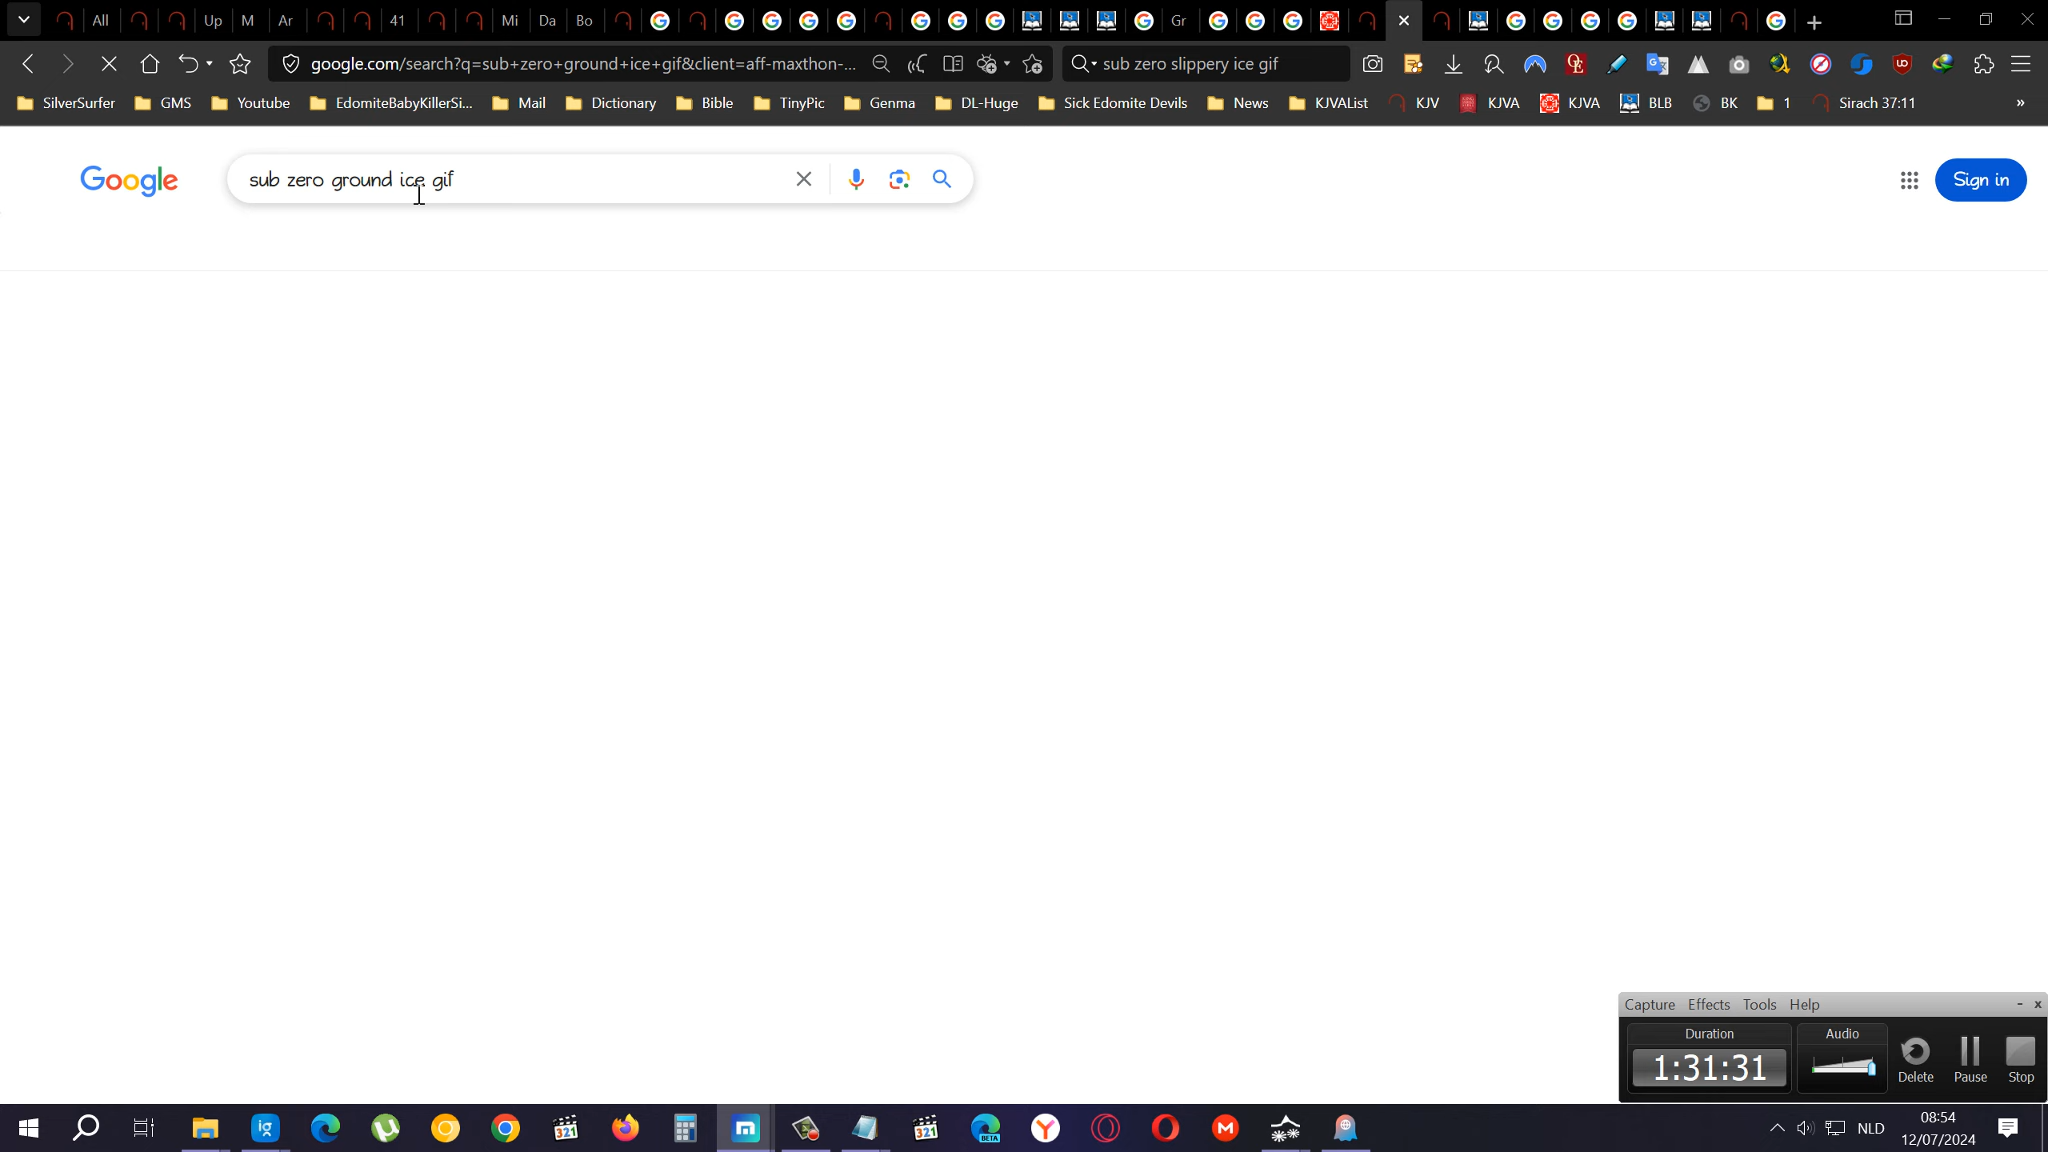 All Up M Ar 41 Mi Da Bo Gr
google.com/search?q=sub+zero+ground+ice+gif&client=aff-maxthon-... sub zero slippery ice gif
SilverSurfer GMS Youtube EdomiteBabyKillerSi... Mail Dictionary Bible TinyPic Genma DL-Huge Sick Edomite Devils News KJVAList KJV KJVA KJVA BLB BK 1 Sirach 37:11 »
Google sub zero ground ice gif Sign in
Capture Effects Tools Help
Duration Audio
1:31:31 Delete Pause Stop
08:54
NLD
12/07/2024